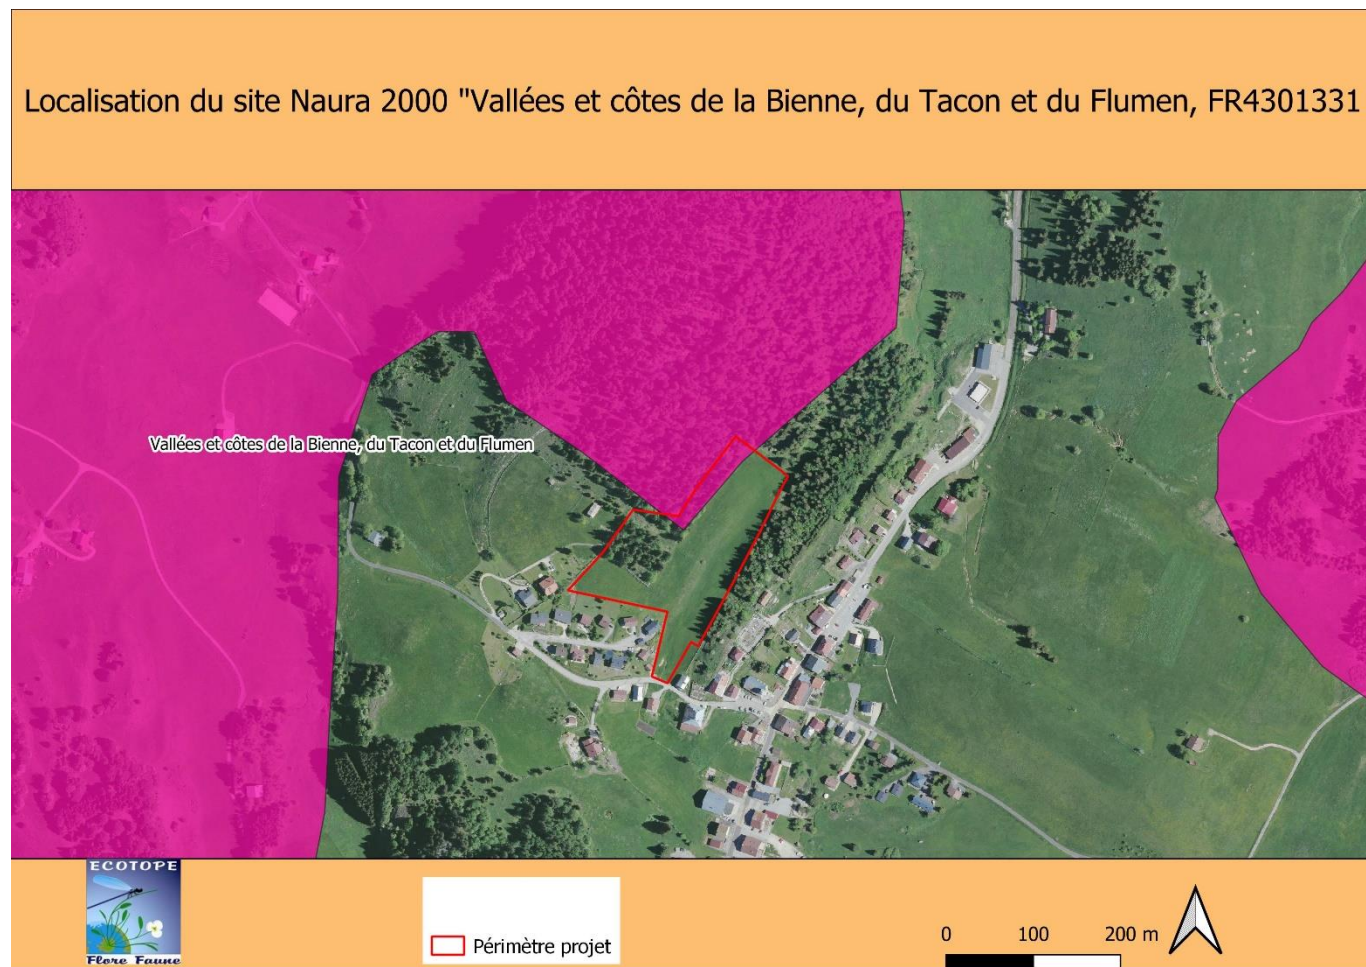 Localisation du site Naura 2000 "Vallées et côtes de la Bienne, du Tacon et du Flumen, FR4301331
Vallées et côtes de la Bienne, du Tacon et du Flumen
ECOTOPE
Flore Faune
Périmètre projet
0 100 200 m